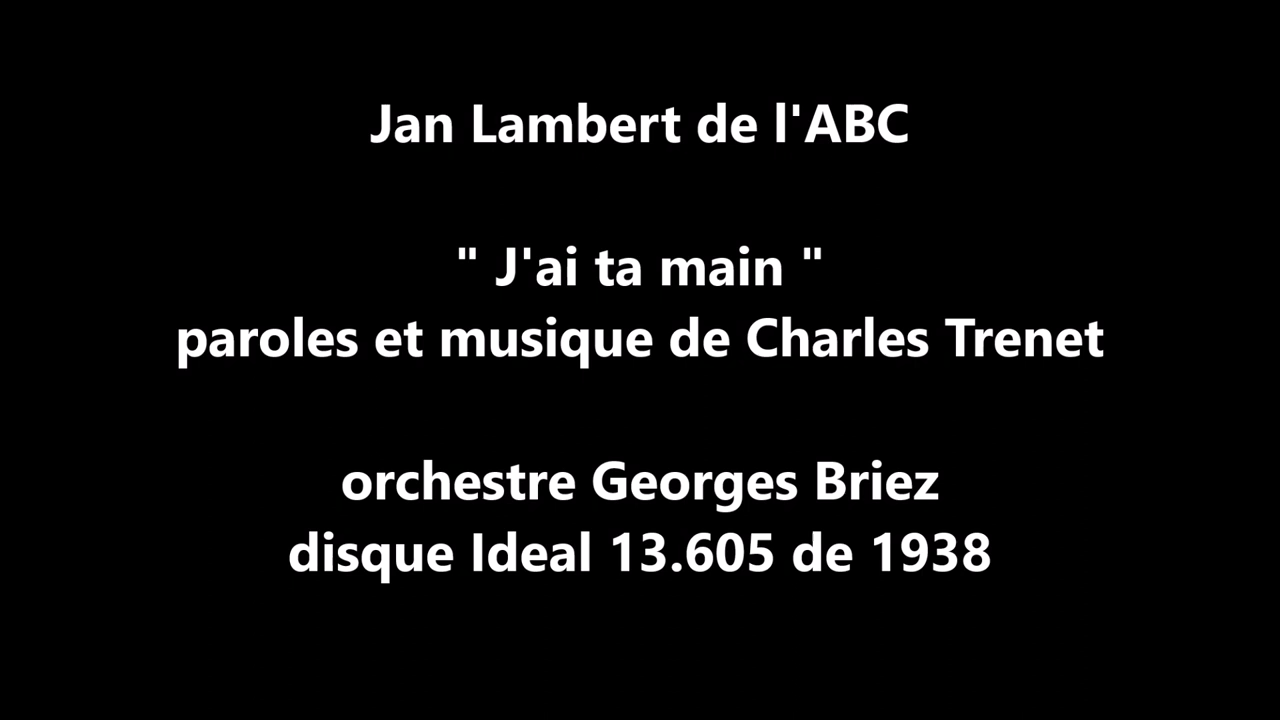 Jan Lambert de l'ABC
" J'ai ta main "
paroles et musique de Charles Trenet
orchestre Georges Briez
disque Ideal 13.605 de 1938